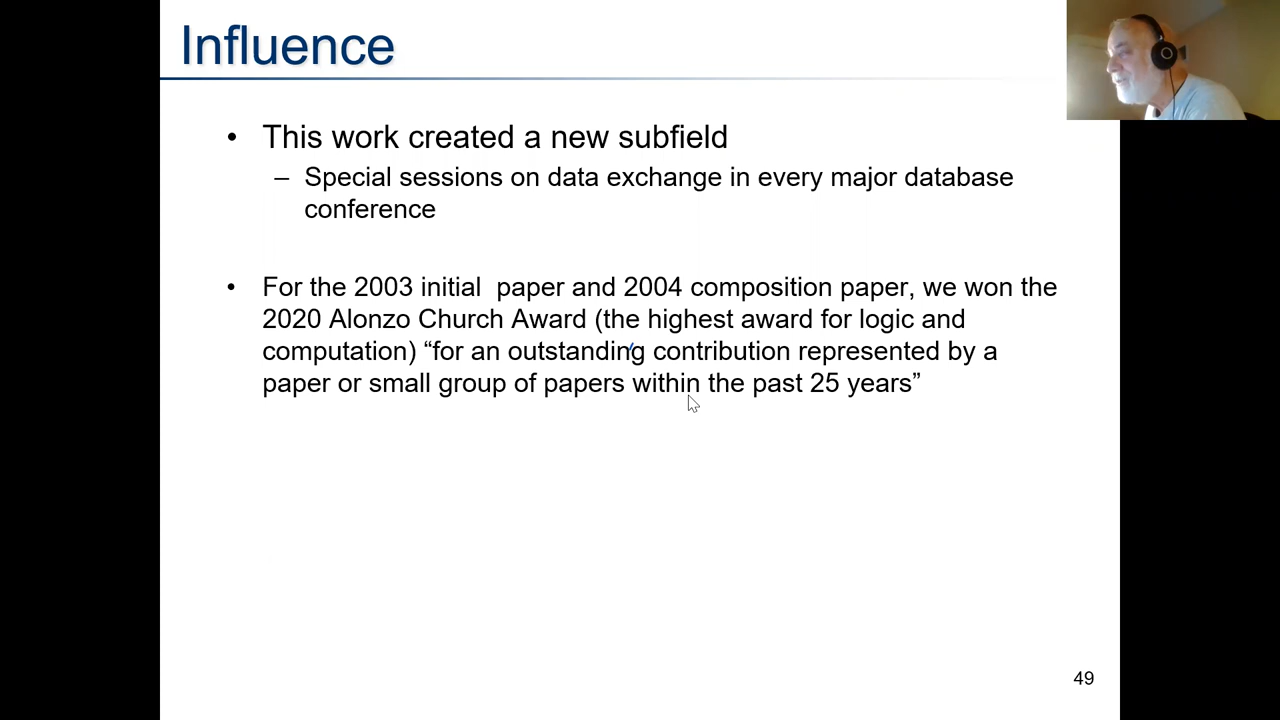 Influence
• This work created a new subfield
– Special sessions on data exchange in every major database
conference
• For the 2003 initial  paper and 2004 composition paper, we won the
2020 Alonzo Church Award (the highest award for logic and
computation) “for an outstanding contribution represented by a
paper or small group of papers within the past 25 years”
49